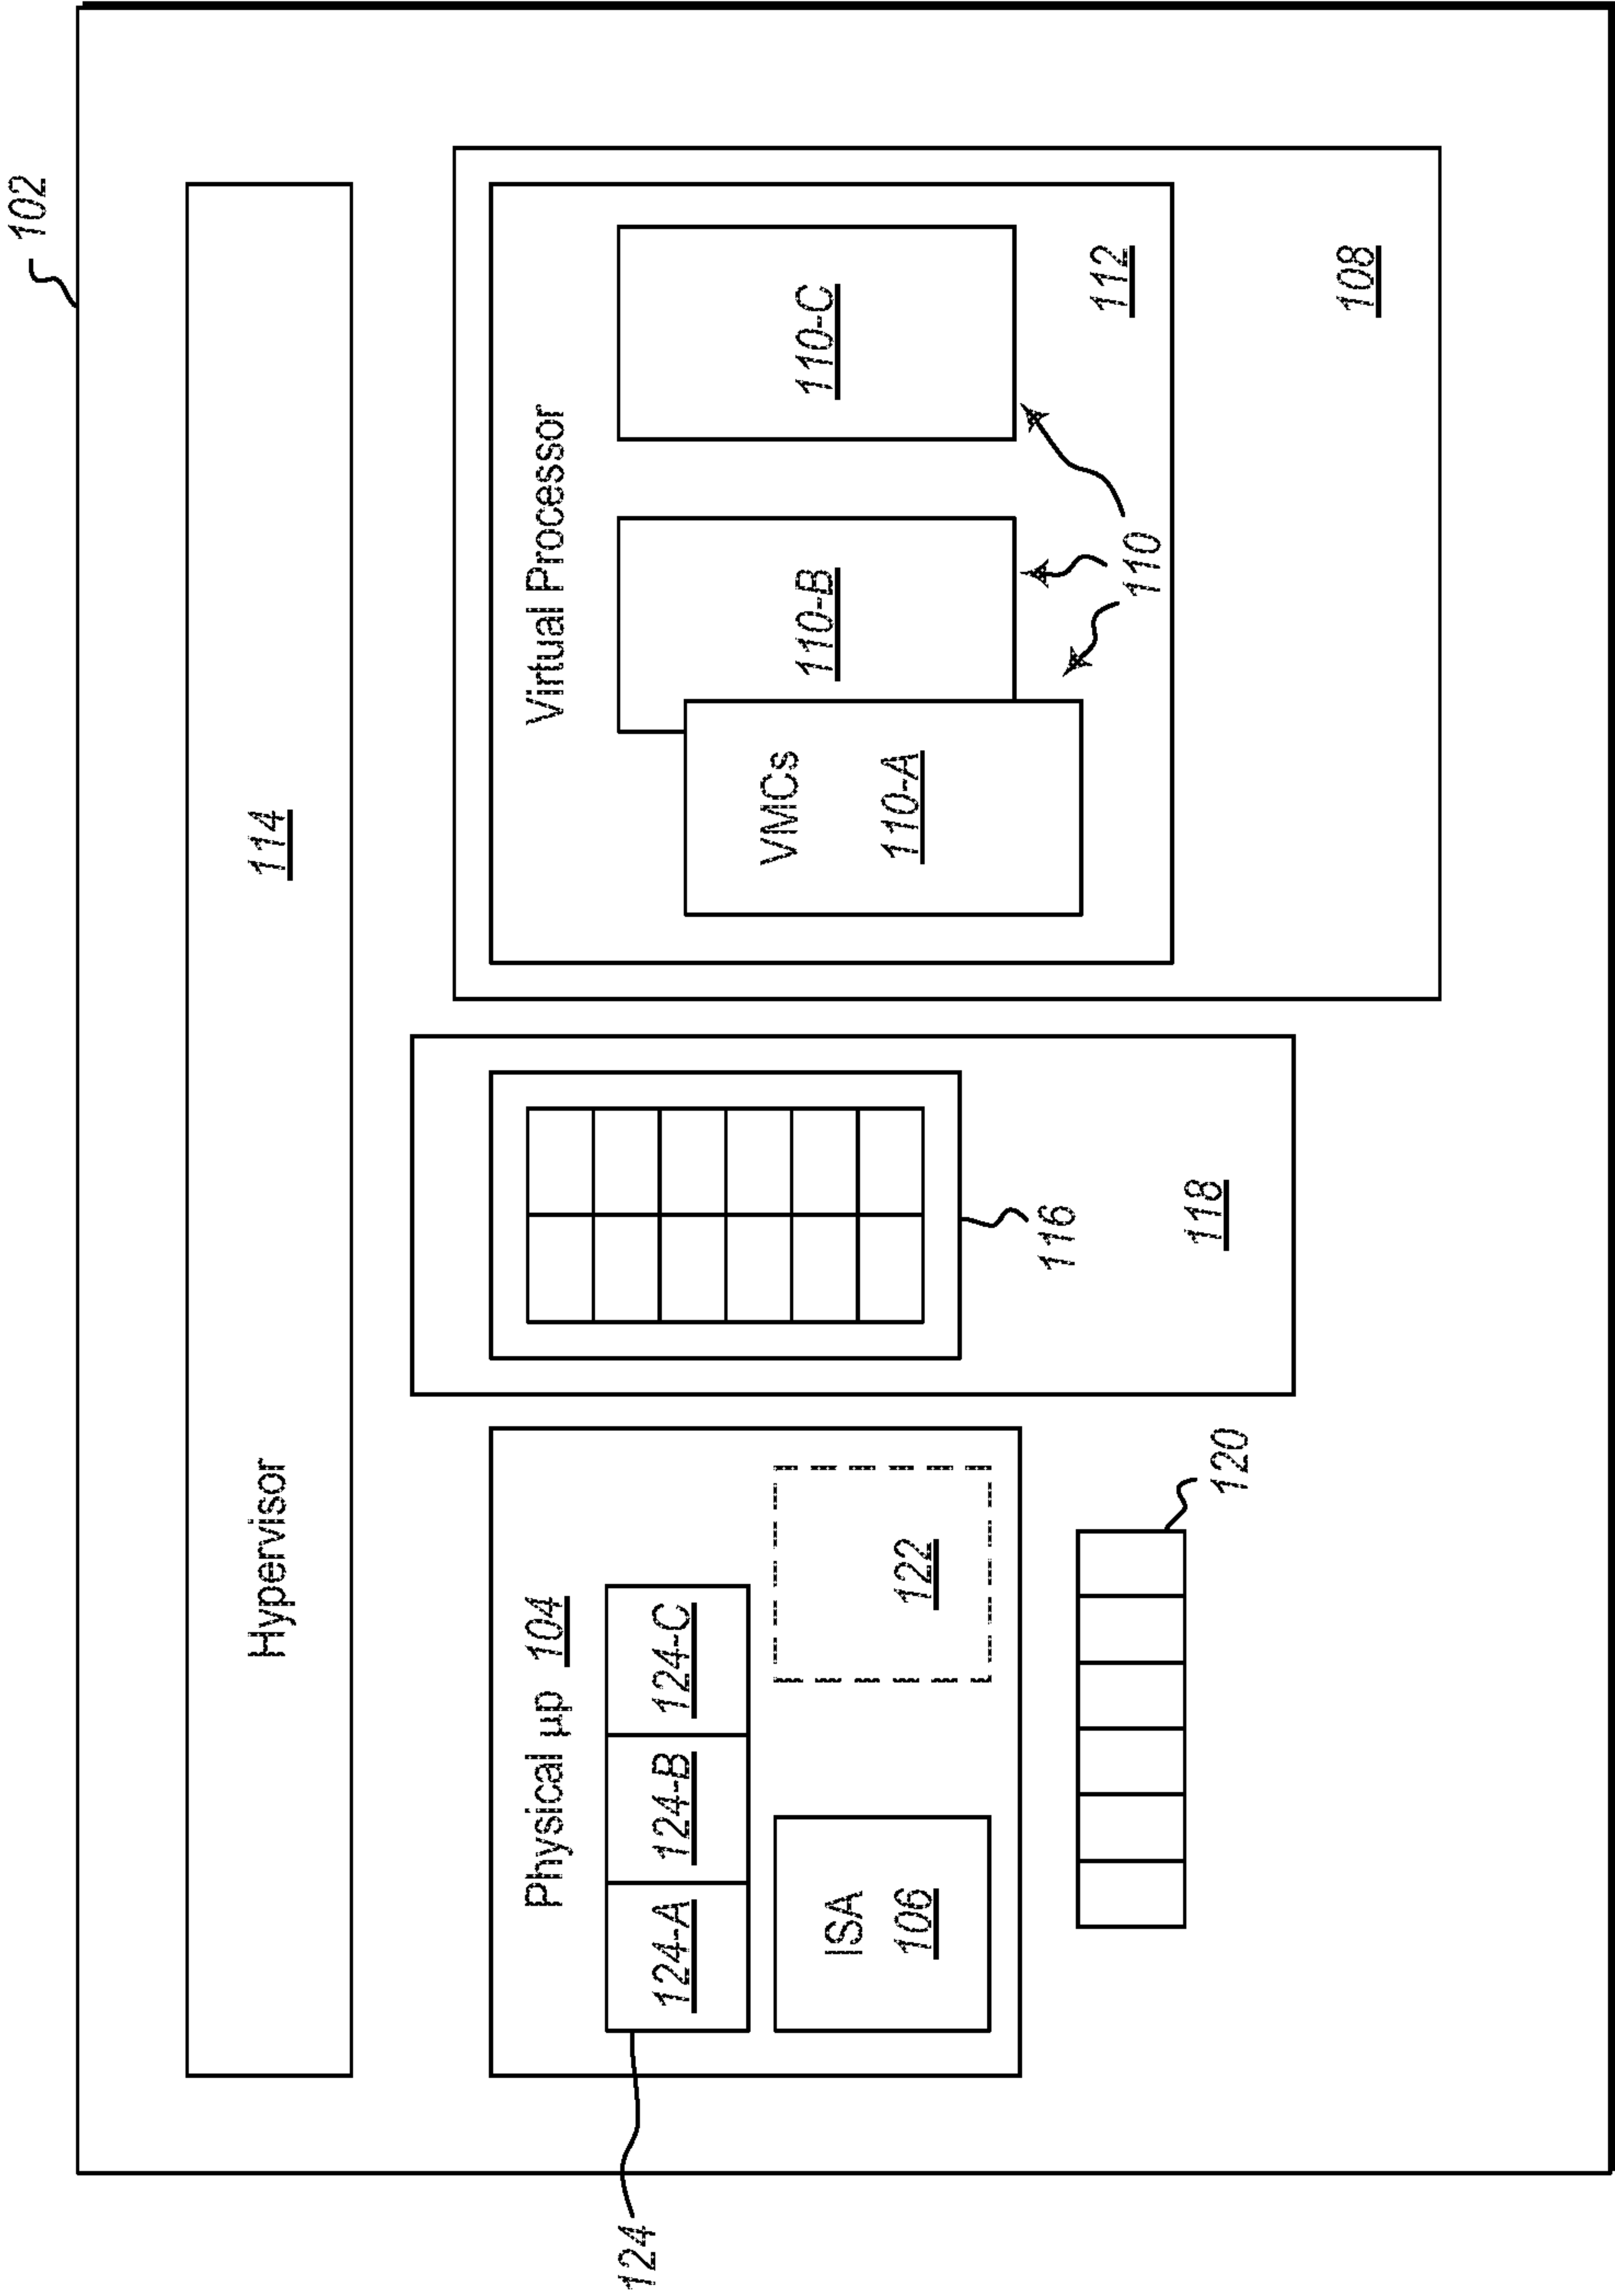 102
Hypervisor 114
Physical µp 104
124
124-A 124-B 124-C
ISA
106
122
120
116
118
Virtual Processor
VMCs
110-A
110-B
110-C
110
112
108